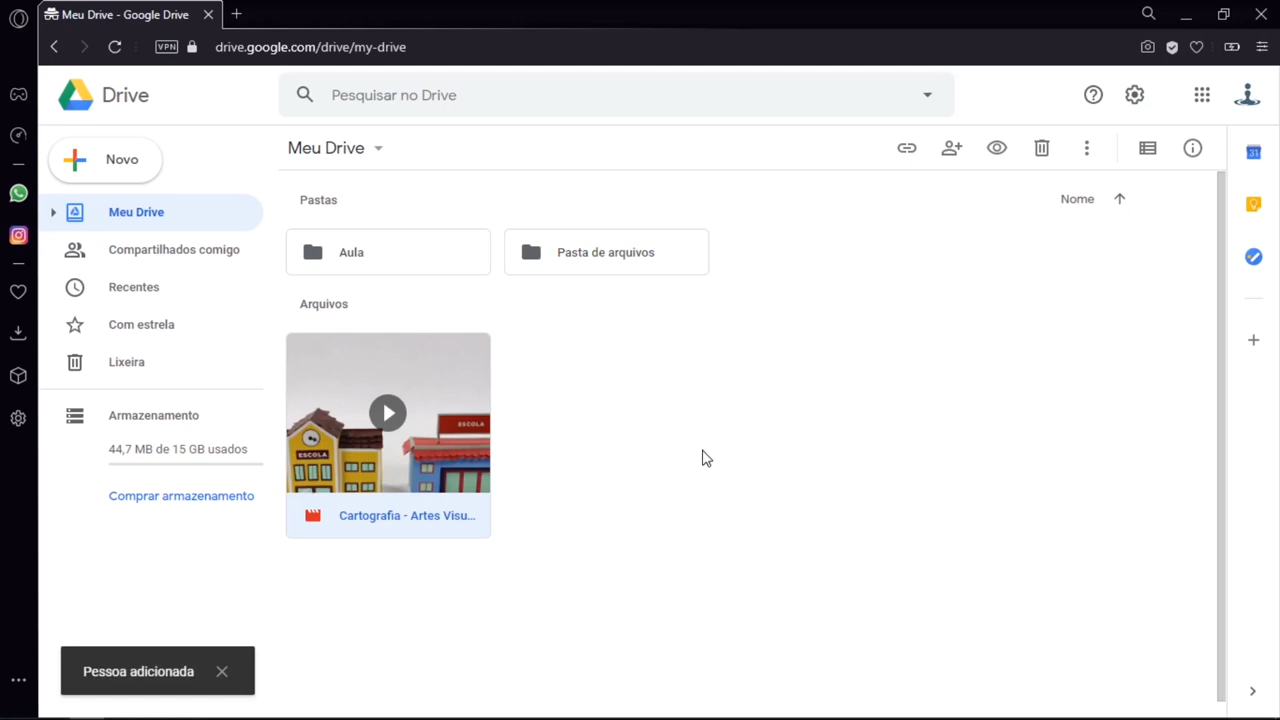 Meu Drive - Google Drive
VPN
drive.google.com/drive/my-drive
Drive
Pesquisar no Drive
Novo
Meu Drive
Meu Drive
Compartilhados comigo
Recentes
Com estrela
Lixeira
Armazenamento
44,7 MB de 15 GB usados
Comprar armazenamento
Pastas
Nome
Aula
Pasta de arquivos
Arquivos
ESCOLA
ESCOLA
Cartografia - Artes Visu...
31
Pessoa adicionada